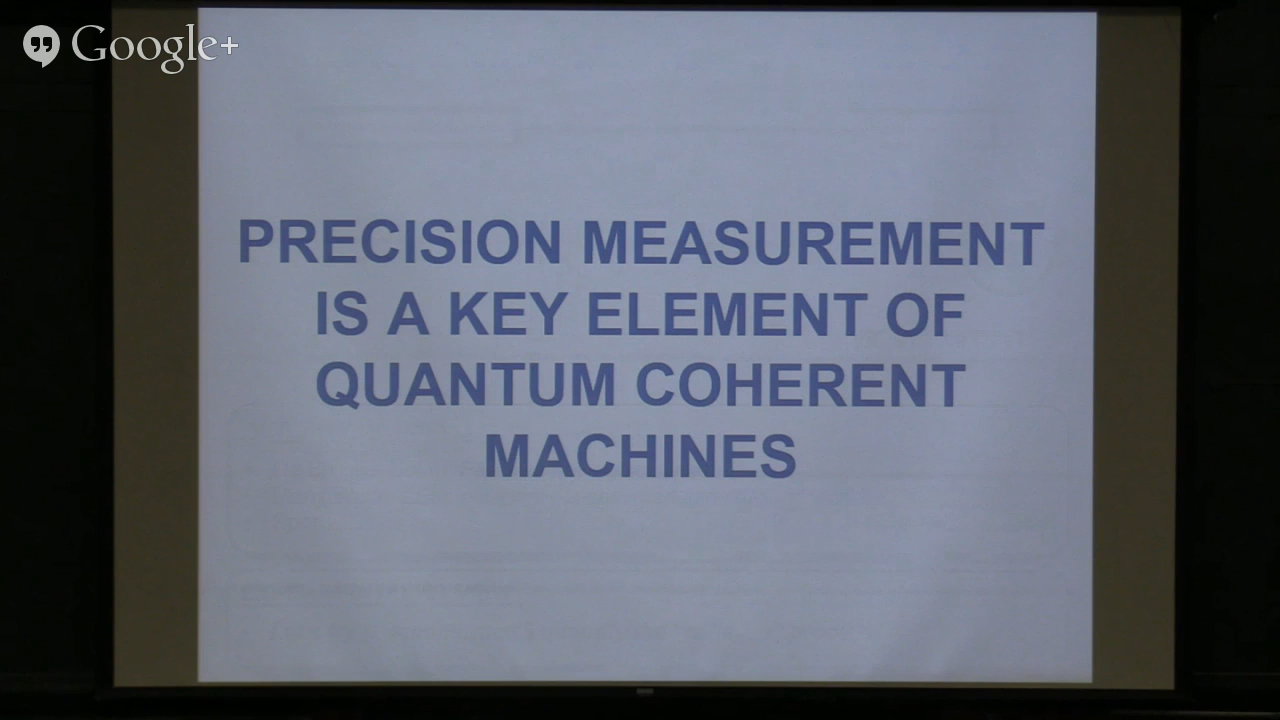 Google+
PRECISION MEASUREMENT
IS A KEY ELEMENT OF
QUANTUM COHERENT
MACHINES